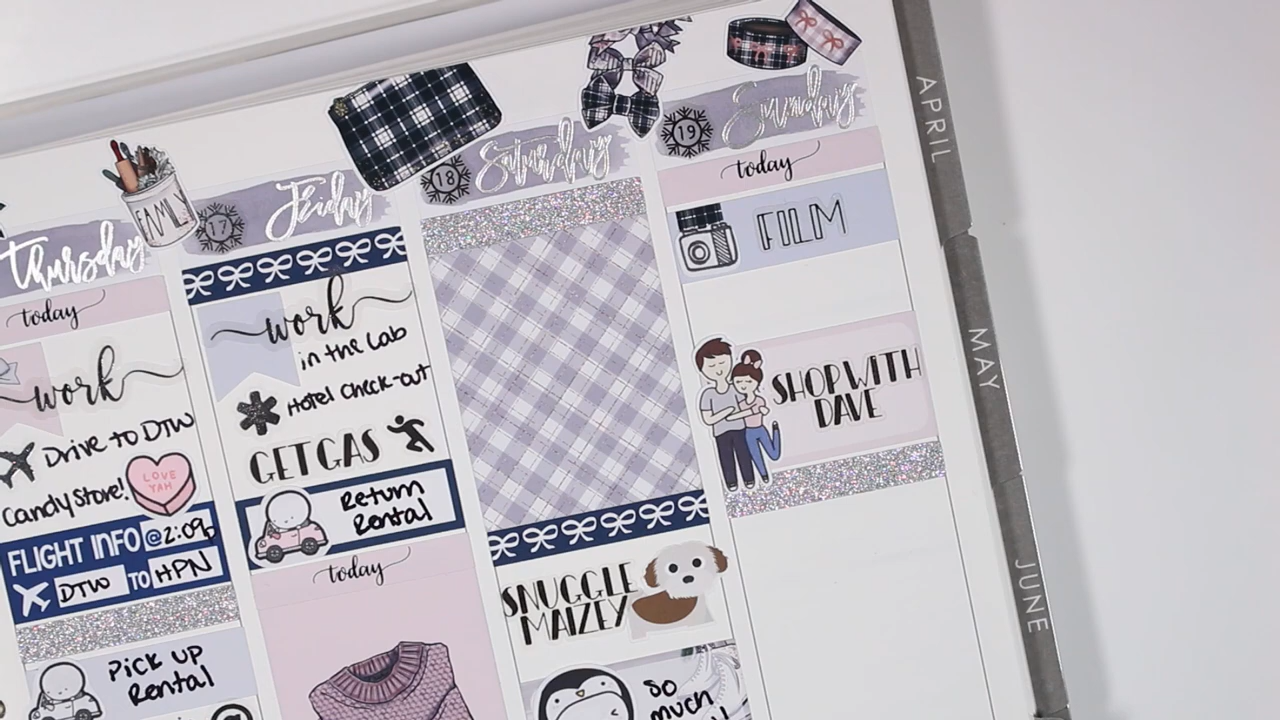 FAMILY
Thursday
today
work
Drive to DTW
Candy Store!
LOVE
YAH
FLIGHT INFO @2:09p
DTW TO HPN
Pick up
Rental
17
Friday
work
in the Lab
Hotel Check-out
GET GAS
Return
Rental
today
18
Saturday
SNUGGLE
MAIZEY
so
much
19
Sunday
today
FILM
SHOP WITH
DAVE
APRIL
MAY
JUNE